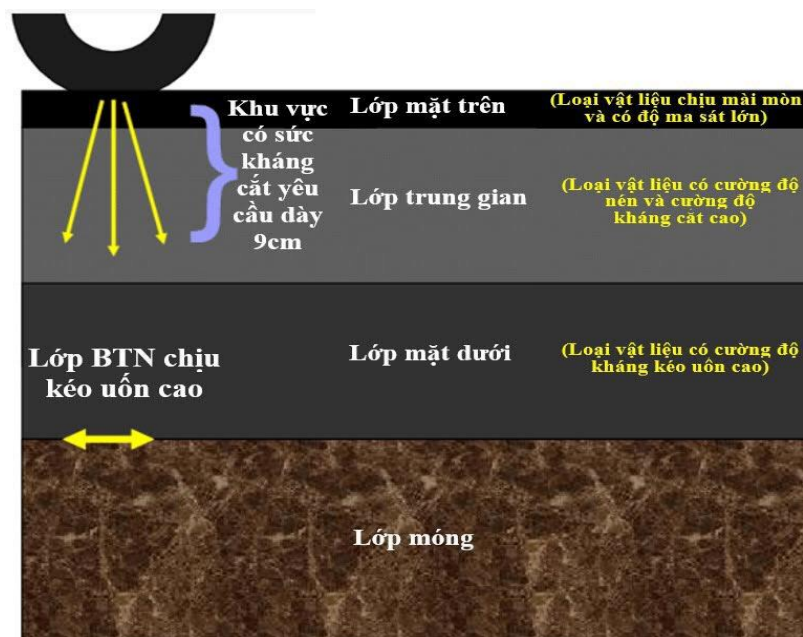 Khu vực
có sức
kháng
cắt yêu
cầu dày
9cm
Lớp mặt trên
(Loại vật liệu chịu mài mòn
và có độ ma sát lớn)
Lớp trung gian
(Loại vật liệu có cường độ
nén và cường độ
kháng căt cao)
Lớp BTN chịu
kéo uốn cao
Lớp mặt dưới
(Loại vật liệu có cường độ
kháng kéo uôn cao)
Lớp móng